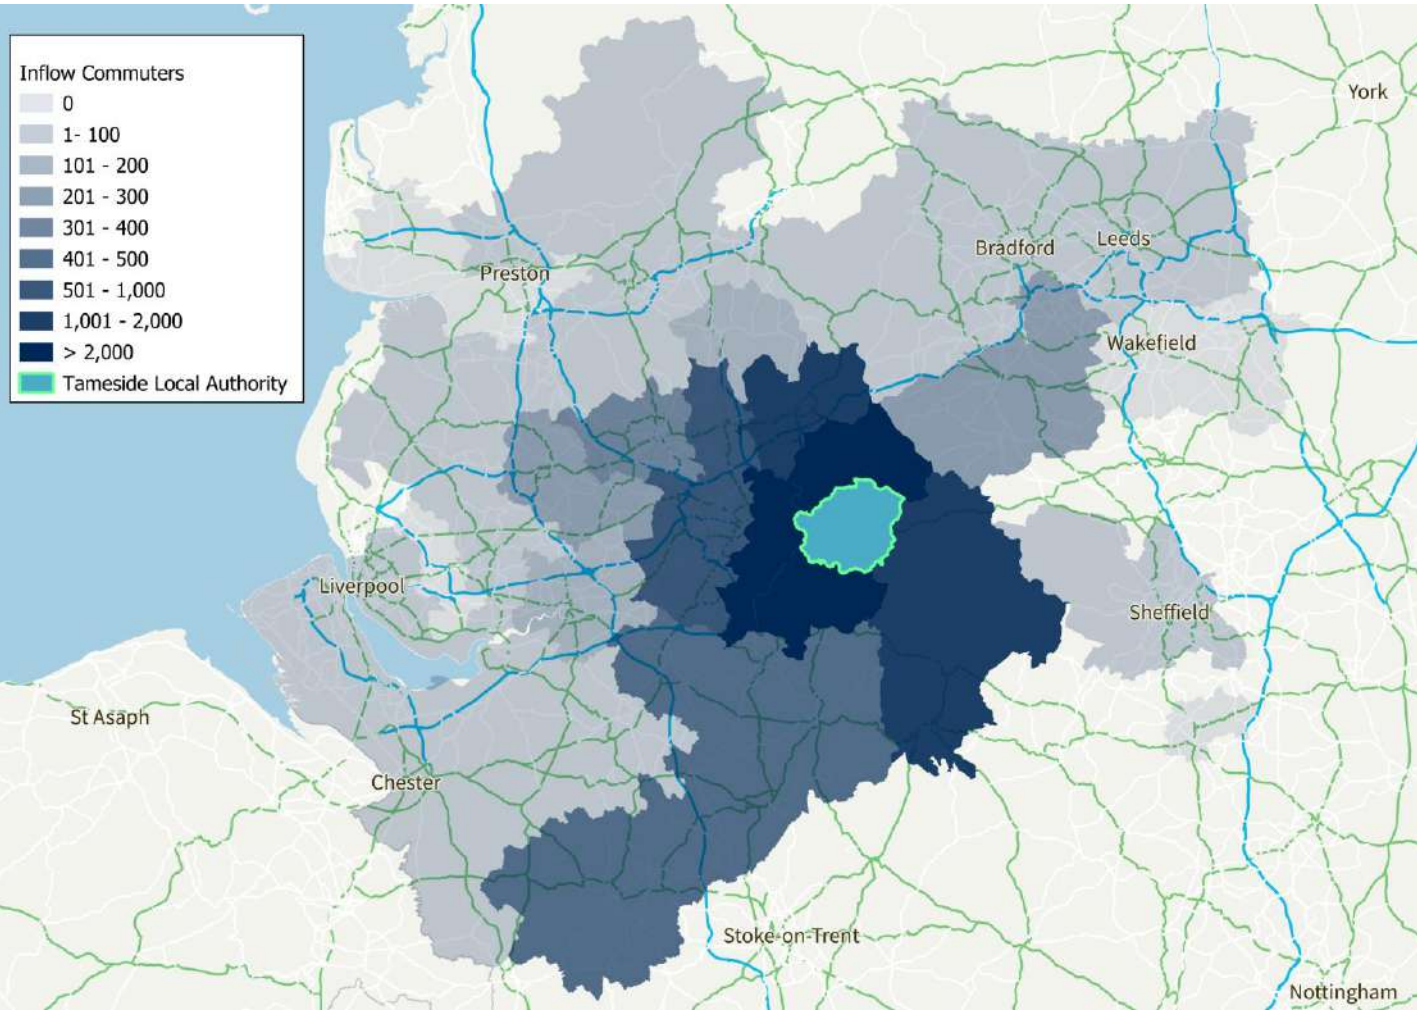 Inflow Commuters
0
1- 100
101 - 200
201 - 300
301 - 400
401 - 500
501 - 1,000
1,001 - 2,000
> 2,000
Tameside Local Authority
York
Leeds
Bradford
Preston
Wakefield
Liverpool
Sheffield
St Asaph
Chester
Stoke-on-Trent
Nottingham